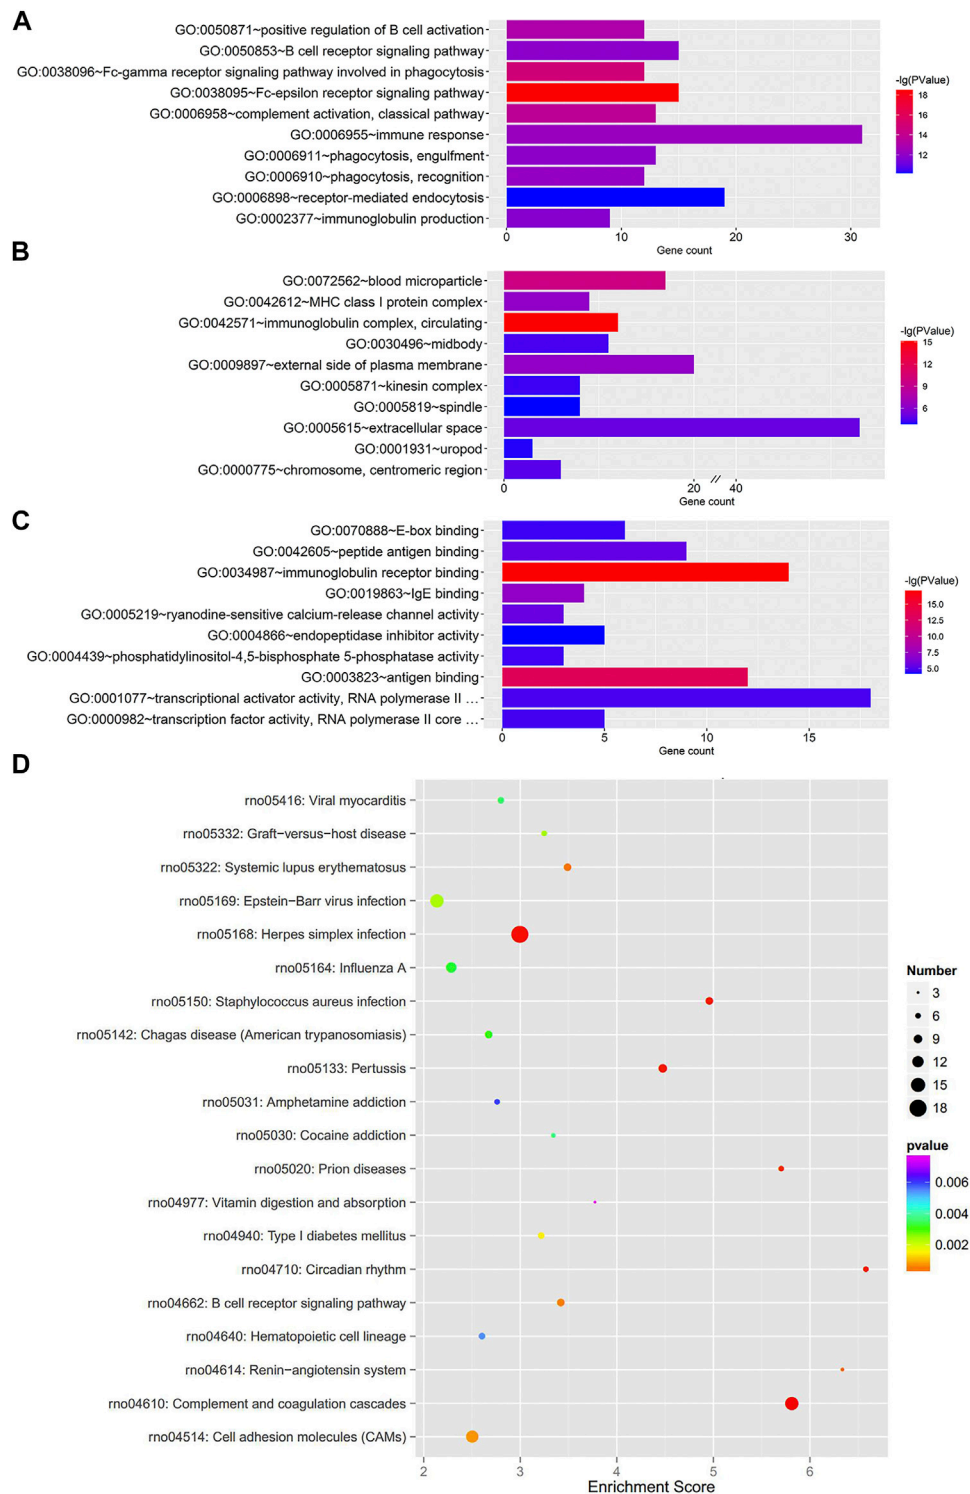 A
GO:0050871~positive regulation of B cell activation
GO:0050853~B cell receptor signaling pathway
GO:0038096~Fc-gamma receptor signaling pathway involved in phagocytosis
GO:0038095~Fc-epsilon receptor signaling pathway
GO:0006958~complement activation, classical pathway
GO:0006955~immune response
GO:0006911~phagocytosis, engulfment
GO:0006910~phagocytosis, recognition
GO:0006898~receptor-mediated endocytosis
GO:0002377~immunoglobulin production
0 10 20 30
Gene count
-lg(PValue)
18
16
14
12
B
GO:0072562~blood microparticle
GO:0042612~MHC class I protein complex
GO:0042571~immunoglobulin complex, circulating
GO:0030496~midbody
GO:0009897~external side of plasma membrane
GO:0005871~kinesin complex
GO:0005819~spindle
GO:0005615~extracellular space
GO:0001931~uropod
GO:0000775~chromosome, centromeric region
0 20 // 40
Gene count
-lg(PValue)
15
12
9
6
C
GO:0070888~E-box binding
GO:0042605~peptide antigen binding
GO:0034987~immunoglobulin receptor binding
GO:0019863~IgE binding
GO:0005219~ryanodine-sensitive calcium-release channel activity
GO:0004866~endopeptidase inhibitor activity
GO:0004439~phosphatidylinositol-4,5-bisphosphate 5-phosphatase activity
GO:0003823~antigen binding
GO:0001077~transcriptional activator activity, RNA polymerase II ...
GO:0000982~transcription factor activity, RNA polymerase II core ...
0 5 10 15
Gene count
-lg(PValue)
15.0
12.5
10.0
7.5
5.0
D
rno05416: Viral myocarditis
rno05332: Graft−versus−host disease
rno05322: Systemic lupus erythematosus
rno05169: Epstein−Barr virus infection
rno05168: Herpes simplex infection
rno05164: Influenza A
rno05150: Staphylococcus aureus infection
rno05142: Chagas disease (American trypanosomiasis)
rno05133: Pertussis
rno05031: Amphetamine addiction
rno05030: Cocaine addiction
rno05020: Prion diseases
rno04977: Vitamin digestion and absorption
rno04940: Type I diabetes mellitus
rno04710: Circadian rhythm
rno04662: B cell receptor signaling pathway
rno04640: Hematopoietic cell lineage
rno04614: Renin−angiotensin system
rno04610: Complement and coagulation cascades
rno04514: Cell adhesion molecules (CAMs)
2 3 4 5 6
Enrichment Score
Number
3
6
9
12
15
18
pvalue
0.006
0.004
0.002